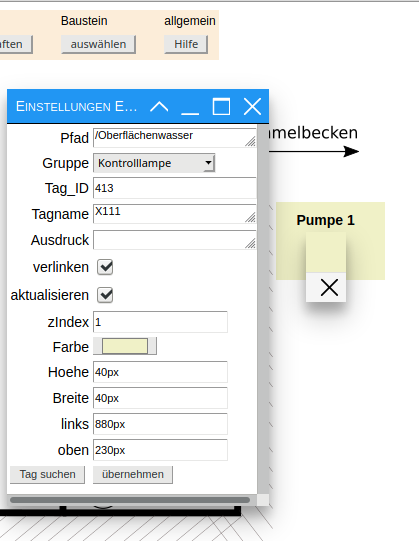 Baustein allgemein
ften auswählen Hilfe
Einstellungen E...
Pfad /Oberflächenwasser
melbecken
Gruppe Kontrolllampe
Tag_ID 413
Tagname X111
Pumpe 1
Ausdruck
verlinken
aktualisieren
zIndex 1
Farbe
Hoehe 40px
Breite 40px
links 880px
oben 230px
Tag suchen übernehmen